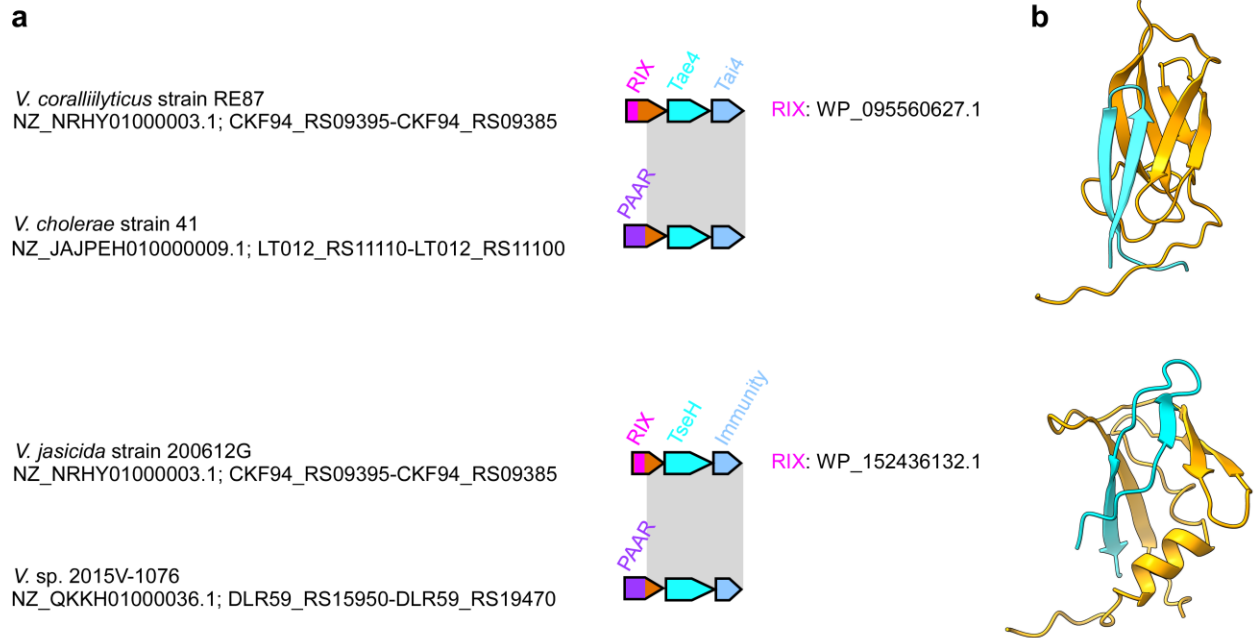 a
b
RIX
Tae4
Tai4
V. coralliilyticus strain RE87
NZ_NRHY01000003.1; CKF94_RS09395-CKF94_RS09385
RIX: WP_095560627.1
PAAR
V. cholerae strain 41
NZ_JAJPEH010000009.1; LT012_RS11110-LT012_RS11100
RIX
TseH
Immunity
V. jasicida strain 200612G
NZ_NRHY01000003.1; CKF94_RS09395-CKF94_RS09385
RIX: WP_152436132.1
PAAR
V. sp. 2015V-1076
NZ_QKKH01000036.1; DLR59_RS15950-DLR59_RS19470